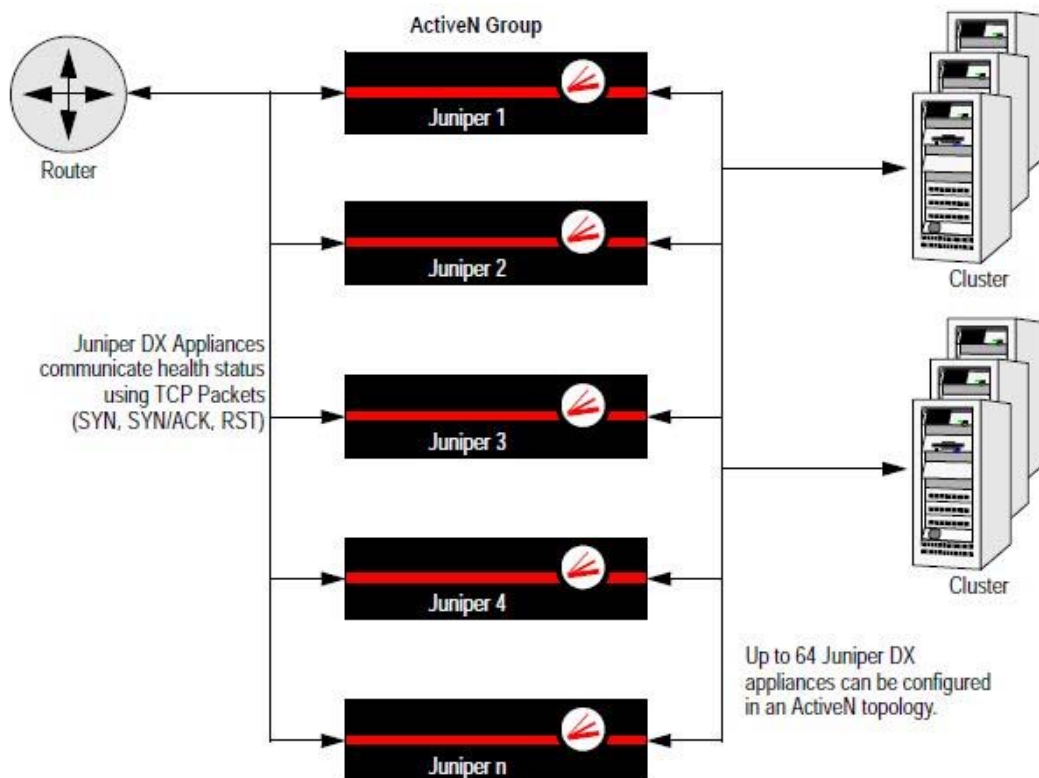 ActiveN Group
Juniper 1
Router
Cluster
Juniper 2
Juniper DX Appliances
communicate health status
using TCP Packets
(SYN, SYN/ACK, RST)
Juniper 3
Cluster
Juniper 4
Up to 64 Juniper DX
appliances can be configured
in an ActiveN topology.
Juniper n